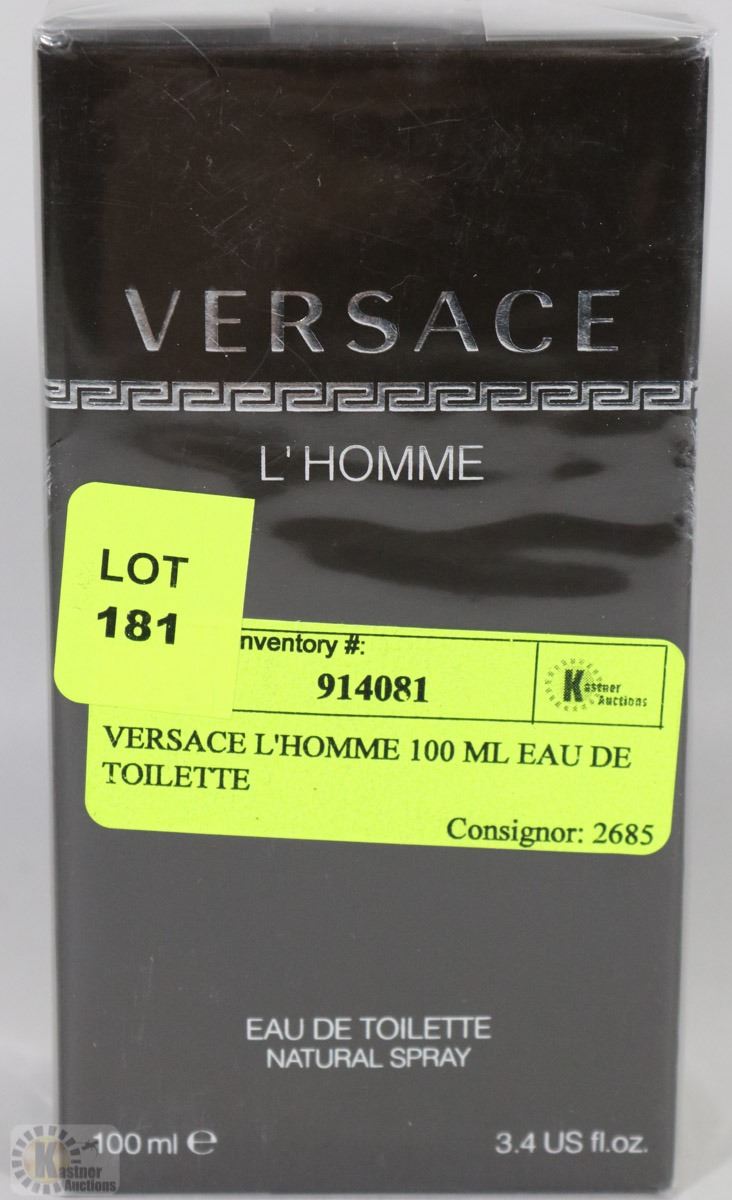 VERSACE
L'HOMME
LOT
181
nventory #:
914081
Kastner
Auctions
VERSACE L'HOMME 100 ML EAU DE
TOILETTE
Consignor: 2685
EAU DE TOILETTE
NATURAL SPRAY
100 ml ℮
3.4 US fl.oz.
Kastner
Auctions